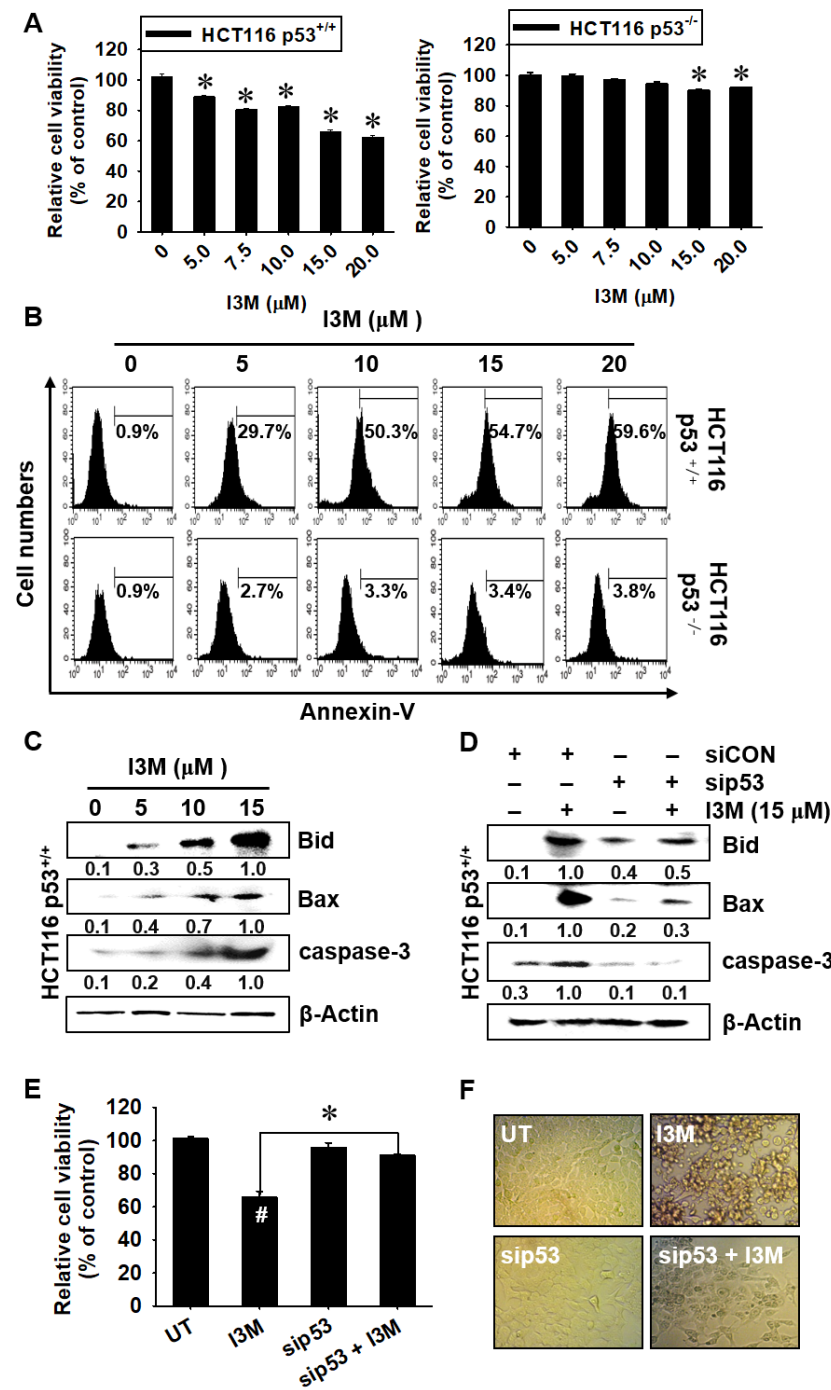 A
HCT116 p53+/+
Relative cell viability
(% of control)
120
100
80
60
40
20
0
* * * * *
0 5.0 7.5 10.0 15.0 20.0
I3M (µM)
HCT116 p53-/-
Relative cell viability
(% of control)
120
100
80
60
40
20
0
* *
0 5.0 7.5 10.0 15.0 20.0
I3M (µM)
B
I3M (µM )
0 5 10 15 20
0.9% 29.7% 50.3% 54.7% 59.6%
HCT116
p53 +/+
0.9% 2.7% 3.3% 3.4% 3.8%
HCT116
p53 -/-
Cell numbers
Annexin-V
C
I3M (µM )
0 5 10 15
HCT116 p53+/+
Bid
0.1 0.3 0.5 1.0
Bax
0.1 0.4 0.7 1.0
caspase-3
0.1 0.2 0.4 1.0
β-Actin
D
+ + – – siCON
– – + + sip53
– + – + I3M (15 µM)
HCT116 p53+/+
Bid
0.1 1.0 0.4 0.5
Bax
0.1 1.0 0.2 0.3
caspase-3
0.3 1.0 0.1 0.1
β-Actin
E
Relative cell viability
(% of control)
120
100
80
60
40
20
0
*
#
UT I3M sip53 sip53 + I3M
F
UT I3M
sip53 sip53 + I3M